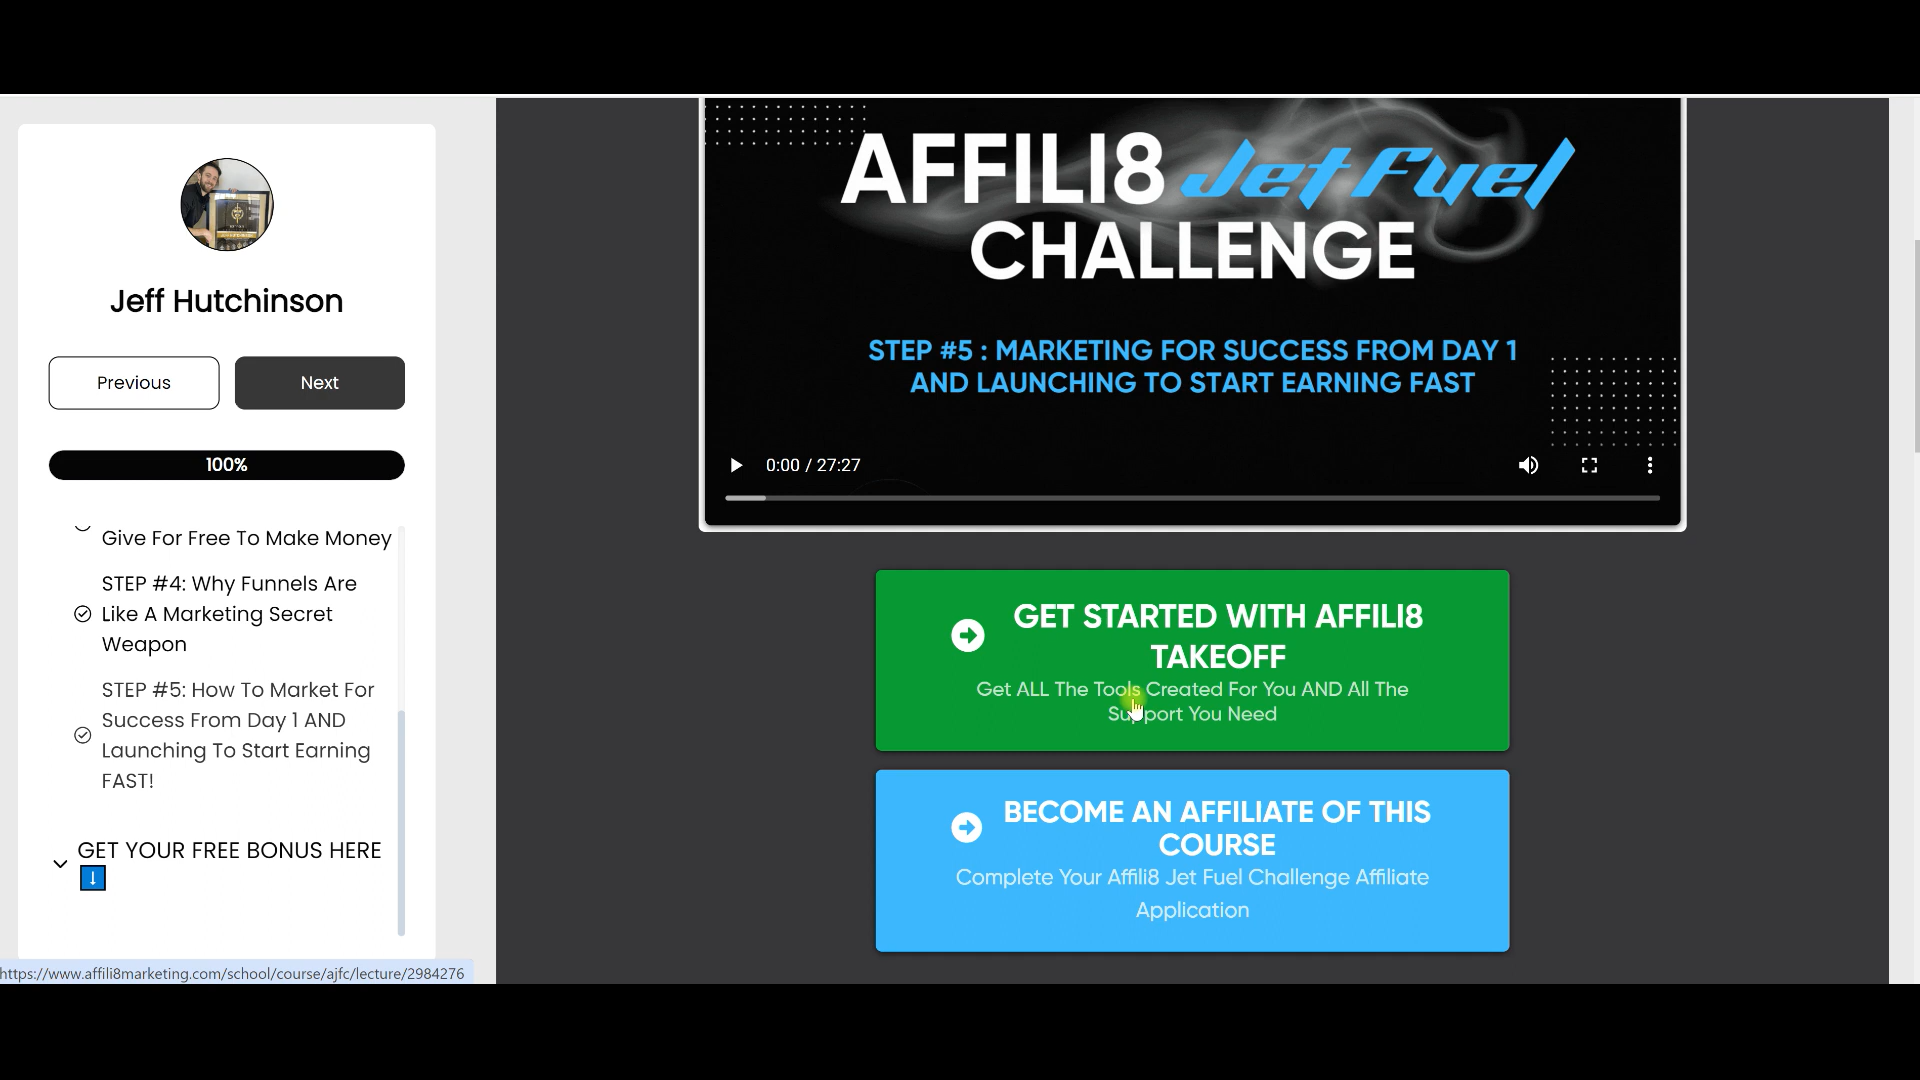 Jeff Hutchinson
Previous
Next
100%
Give For Free To Make Money
STEP #4: Why Funnels Are
Like A Marketing Secret
Weapon
STEP #5: How To Market For
Success From Day 1 AND
Launching To Start Earning
FAST!
GET YOUR FREE BONUS HERE
https://www.affili8marketing.com/school/course/ajfc/lecture/2984276
AFFILI8 Jet Fuel
CHALLENGE
STEP #5 : MARKETING FOR SUCCESS FROM DAY 1
AND LAUNCHING TO START EARNING FAST
0:00 / 27:27
GET STARTED WITH AFFILI8
TAKEOFF
Get ALL The Tools Created For You AND All The
Support You Need
BECOME AN AFFILIATE OF THIS
COURSE
Complete Your Affili8 Jet Fuel Challenge Affiliate
Application